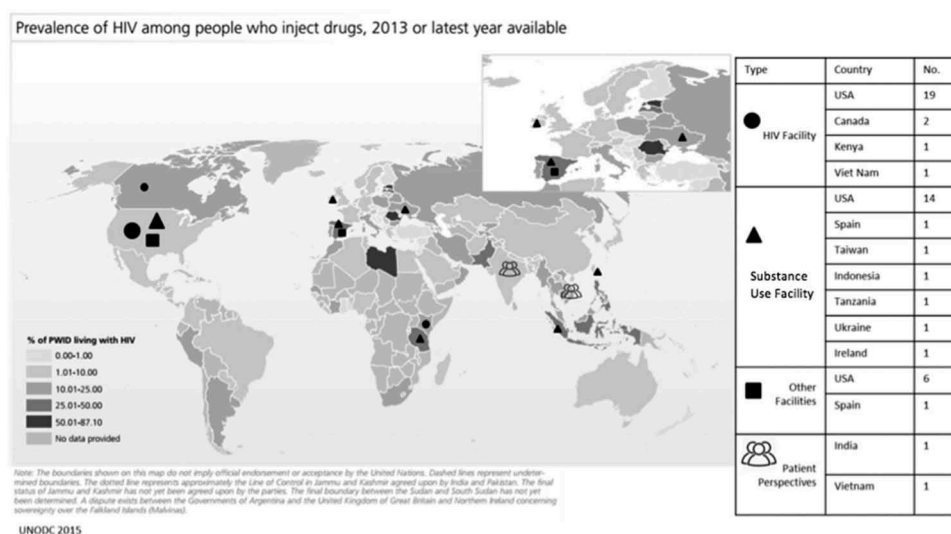 Prevalence of HIV among people who inject drugs, 2013 or latest year available
% of PWID living with HIV
0.00-1.00
1.01-10.00
10.01-25.00
25.01-50.00
50.01-87.10
No data provided
Type Country No.
HIV Facility
USA 19
Canada 2
Kenya 1
Viet Nam 1
Substance
Use Facility
USA 14
Spain 1
Taiwan 1
Indonesia 1
Tanzania 1
Ukraine 1
Ireland 1
Other
Facilities
USA 6
Spain 1
Patient
Perspectives
India 1
Vietnam 1
Note: The boundaries shown on this map do not imply official endorsement or acceptance by the United Nations. Dashed lines represent undeter-
mined boundaries. The dotted line represents approximately the Line of Control in Jammu and Kashmir agreed upon by India and Pakistan. The final
status of Jammu and Kashmir has not yet been agreed upon by the parties. The final boundary between the Sudan and South Sudan has not yet
been determined. A dispute exists between the Governments of Argentina and the United Kingdom of Great Britain and Northern Ireland concerning
sovereignty over the Falkland Islands (Malvinas).
UNODC 2015